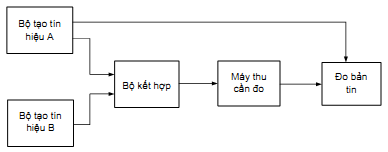 Bộ tạo tín
hiệu A
Bộ kết hợp
Máy thu
cần đo
Đo bản
tin
Bộ tạo tín
hiệu B